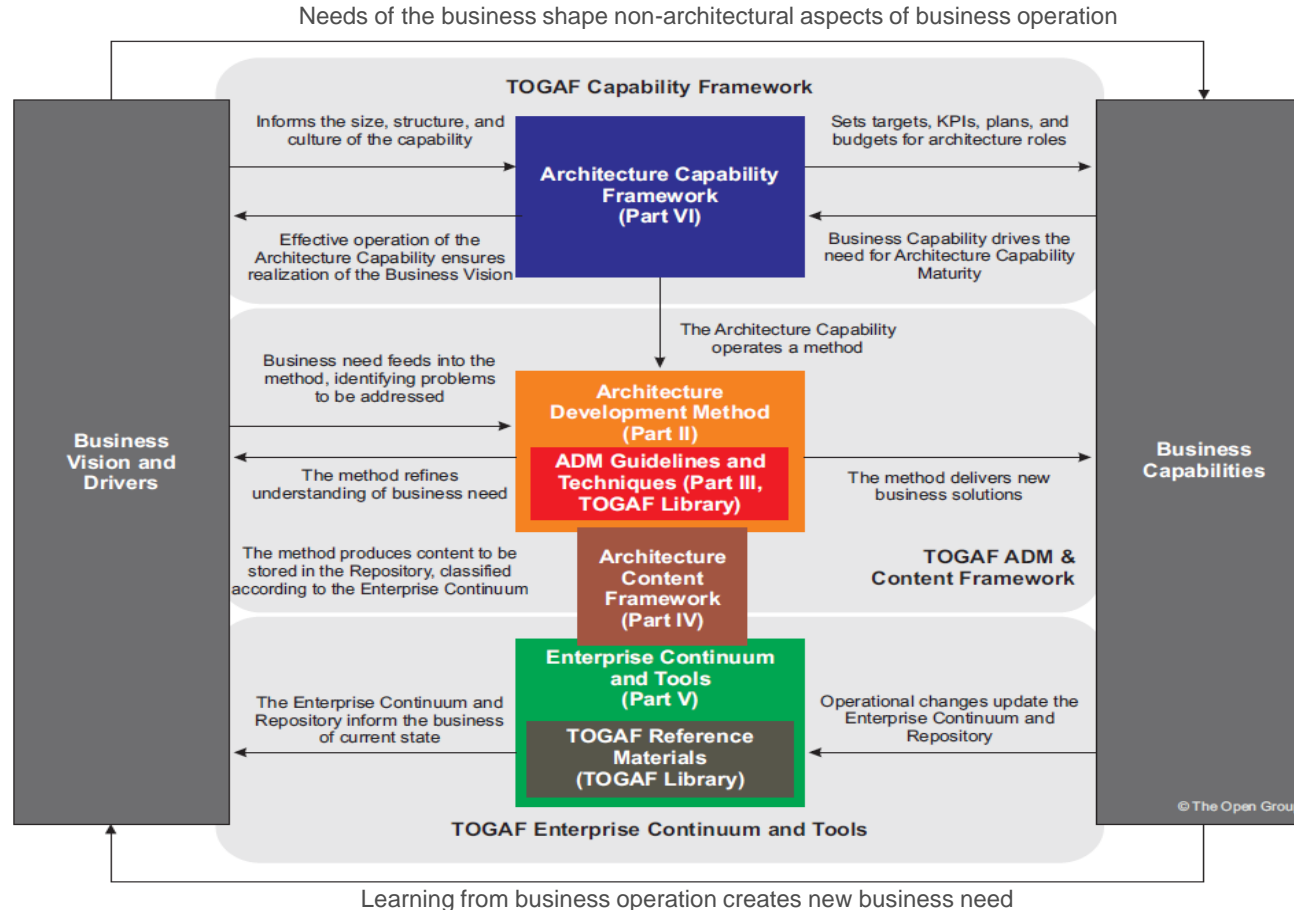 Needs of the business shape non-architectural aspects of business operation
TOGAF Capability Framework
Informs the size, structure, and
culture of the capability
Sets targets, KPIs, plans, and
budgets for architecture roles
Architecture Capability
Framework
(Part VI)
Effective operation of the
Architecture Capability ensures
realization of the Business Vision
Business Capability drives the
need for Architecture Capability
Maturity
The Architecture Capability
operates a method
Business need feeds into the
method, identifying problems
to be addressed
Architecture
Development Method
(Part II)
Business
Vision and
Drivers
Business
Capabilities
ADM Guidelines and
Techniques (Part III,
TOGAF Library)
The method refines
understanding of business need
The method delivers new
business solutions
The method produces content to be
stored in the Repository, classified
according to the Enterprise Continuum
Architecture
Content
Framework
(Part IV)
TOGAF ADM &
Content Framework
Enterprise Continuum
and Tools
(Part V)
The Enterprise Continuum and
Repository inform the business
of current state
Operational changes update the
Enterprise Continuum and
Repository
TOGAF Reference
Materials
(TOGAF Library)
© The Open Grou
TOGAF Enterprise Continuum and Tools
Learning from business operation creates new business need